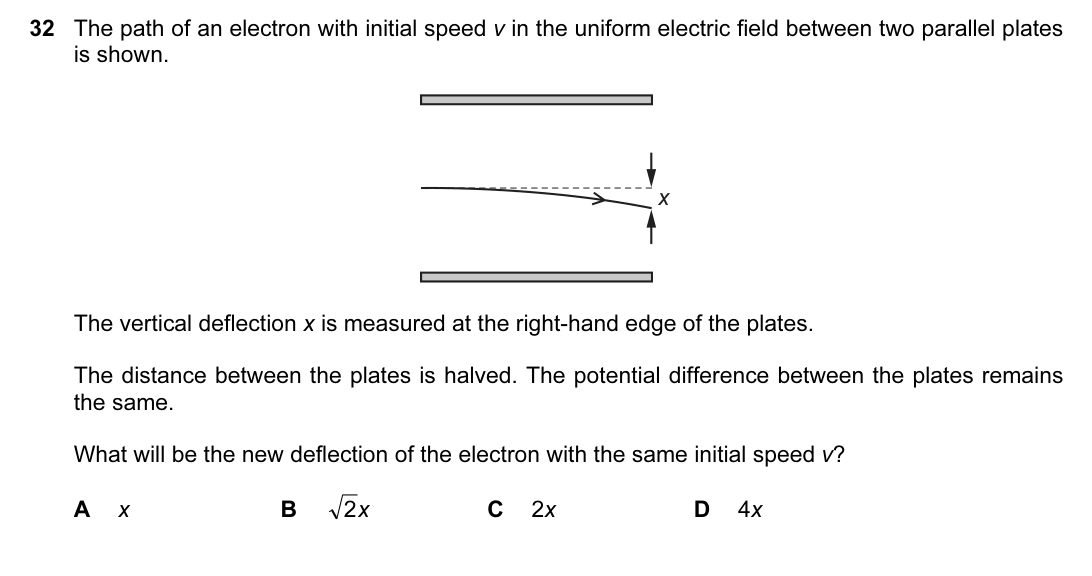 32 The path of an electron with initial speed v in the uniform electric field between two parallel plates
is shown.
x
The vertical deflection x is measured at the right-hand edge of the plates.
The distance between the plates is halved. The potential difference between the plates remains
the same.
What will be the new deflection of the electron with the same initial speed v?
A x B √2x C 2x D 4x